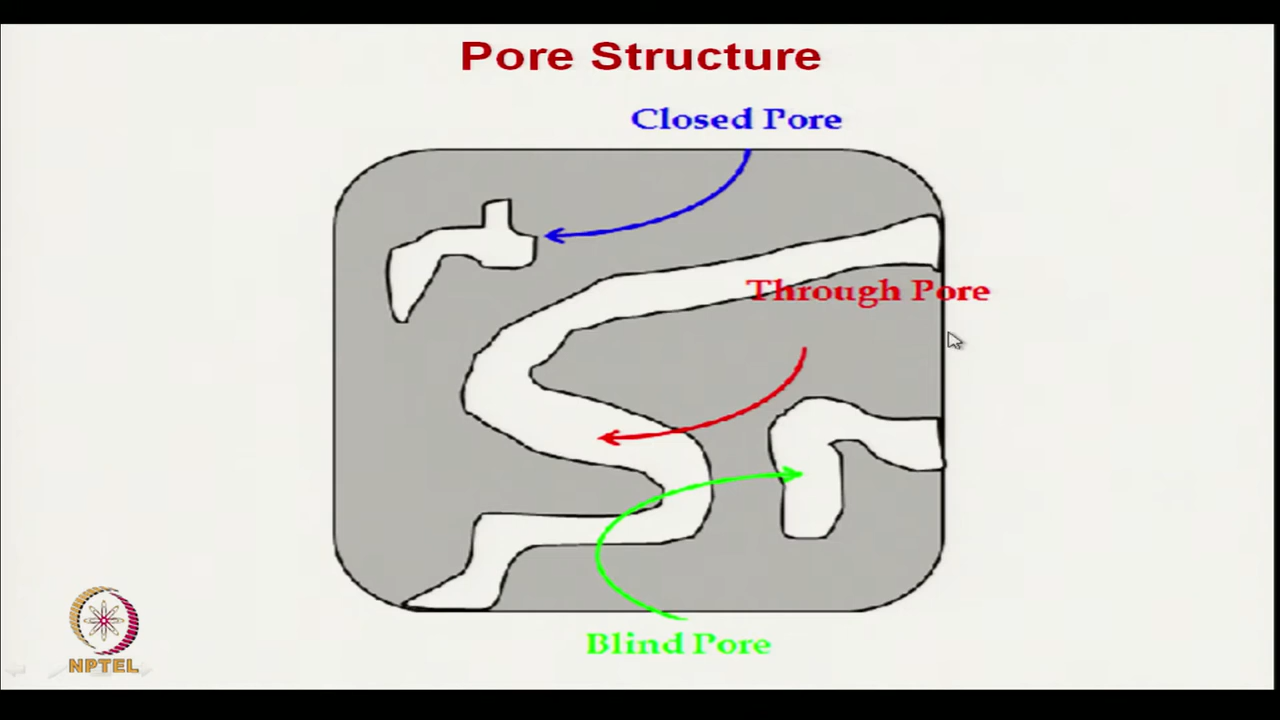 Pore Structure
Closed Pore
Through Pore
Blind Pore
NPTEL